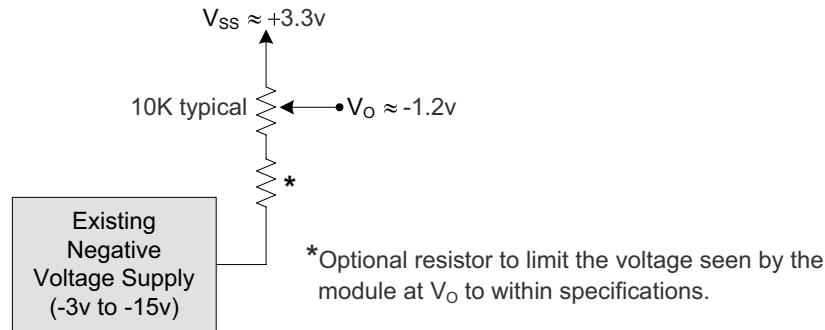 V_SS ≈ +3.3v
10K typical
V_O ≈ -1.2v
*
Existing
Negative
Voltage Supply
(-3v to -15v)
*Optional resistor to limit the voltage seen by the
module at V_O to within specifications.